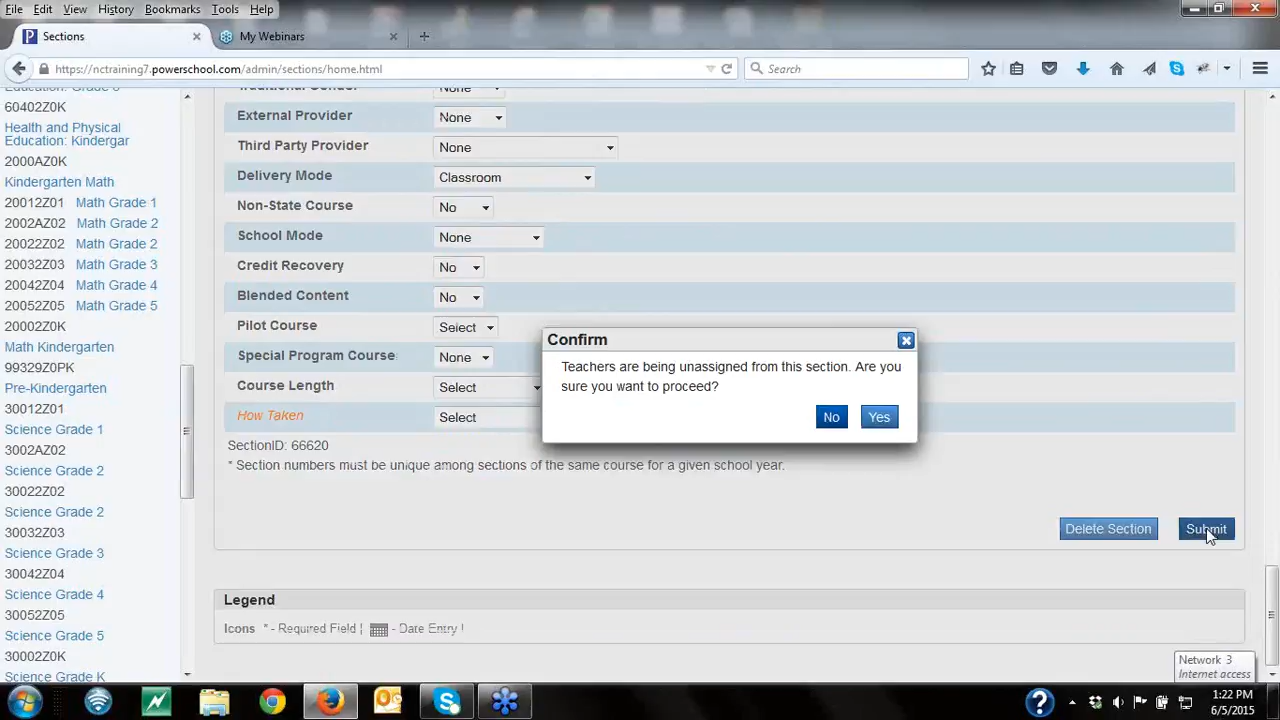 File Edit View History Bookmarks Tools Help
Sections
My Webinars
https://nctraining7.powerschool.com/admin/sections/home.html
Search
60402Z0K
Health and Physical
Education: Kindergar
2000AZ0K
Kindergarten Math
20012Z01 Math Grade 1
2002AZ02 Math Grade 2
20022Z02 Math Grade 2
20032Z03 Math Grade 3
20042Z04 Math Grade 4
20052Z05 Math Grade 5
20002Z0K
Math Kindergarten
99329Z0PK
Pre-Kindergarten
30012Z01
Science Grade 1
3002AZ02
Science Grade 2
30022Z02
Science Grade 2
30032Z03
Science Grade 3
30042Z04
Science Grade 4
30052Z05
Science Grade 5
30002Z0K
Science Grade K
None
External Provider None
Third Party Provider None
Delivery Mode Classroom
Non-State Course No
School Mode None
Credit Recovery No
Blended Content No
Pilot Course Select
Special Program Course None
Course Length Select
How Taken Select
SectionID: 66620
* Section numbers must be unique among sections of the same course for a given school year.
Confirm
Teachers are being unassigned from this section. Are you
sure you want to proceed?
No Yes
Delete Section Submit
Legend
Icons * - Required Field | - Date Entry |
Network 3
Internet access
1:22 PM
6/5/2015